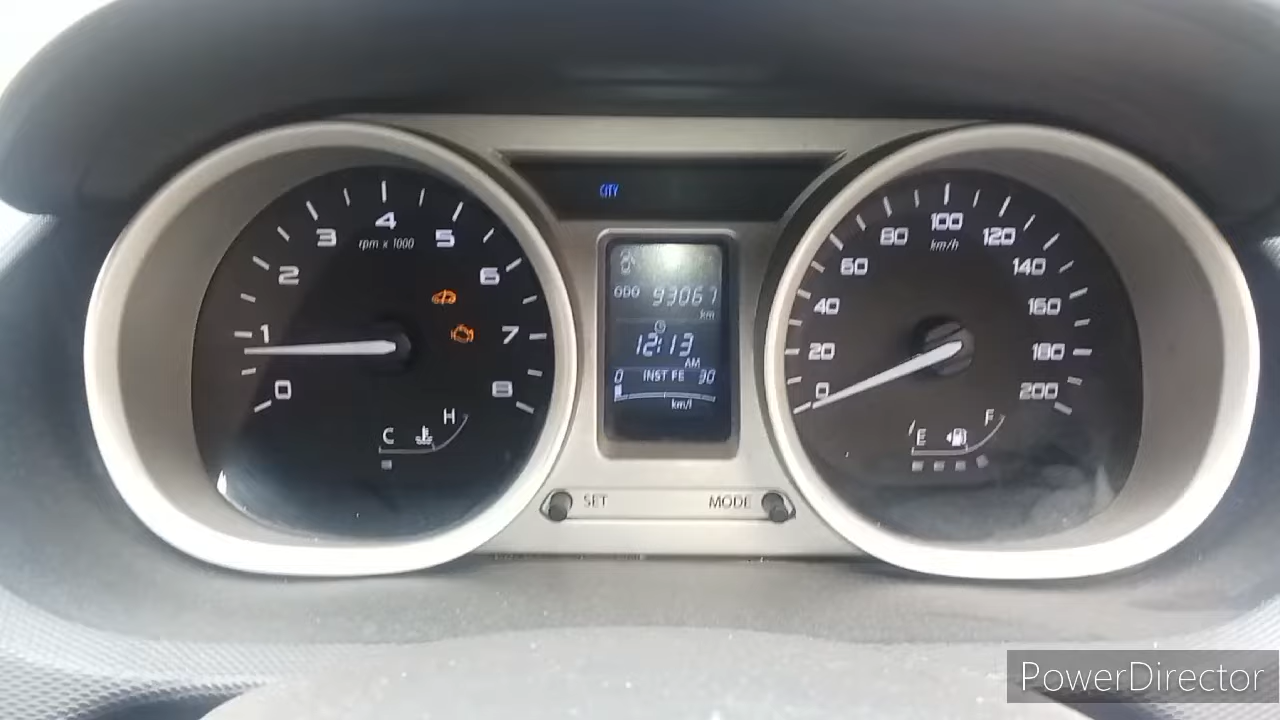 CITY
0
1
2
3
4
5
6
7
8
rpm x 1000
C
H
ODO 93067
km
12:13
AM
0 INST FE 30
km/l
SET
MODE
0
20
40
60
80
100
120
140
160
180
200
km/h
E
F
PowerDirector